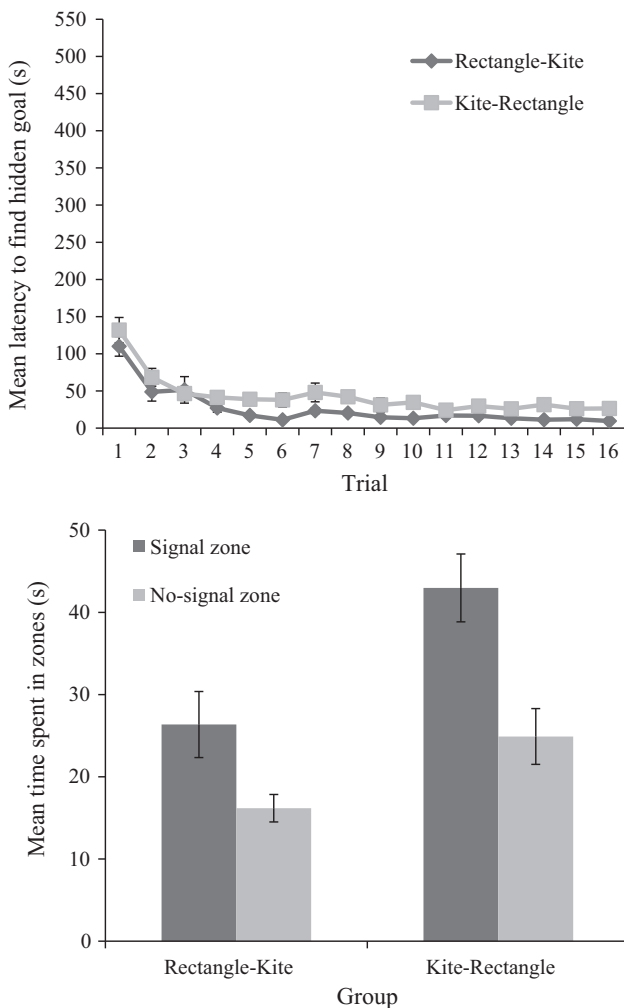 Mean latency to find hidden goal (s)
550
500
450
400
350
300
250
200
150
100
50
0
Rectangle-Kite
Kite-Rectangle
1 2 3 4 5 6 7 8 9 10 11 12 13 14 15 16
Trial
Mean time spent in zones (s)
50
40
30
20
10
0
Signal zone
No-signal zone
Rectangle-Kite Kite-Rectangle
Group